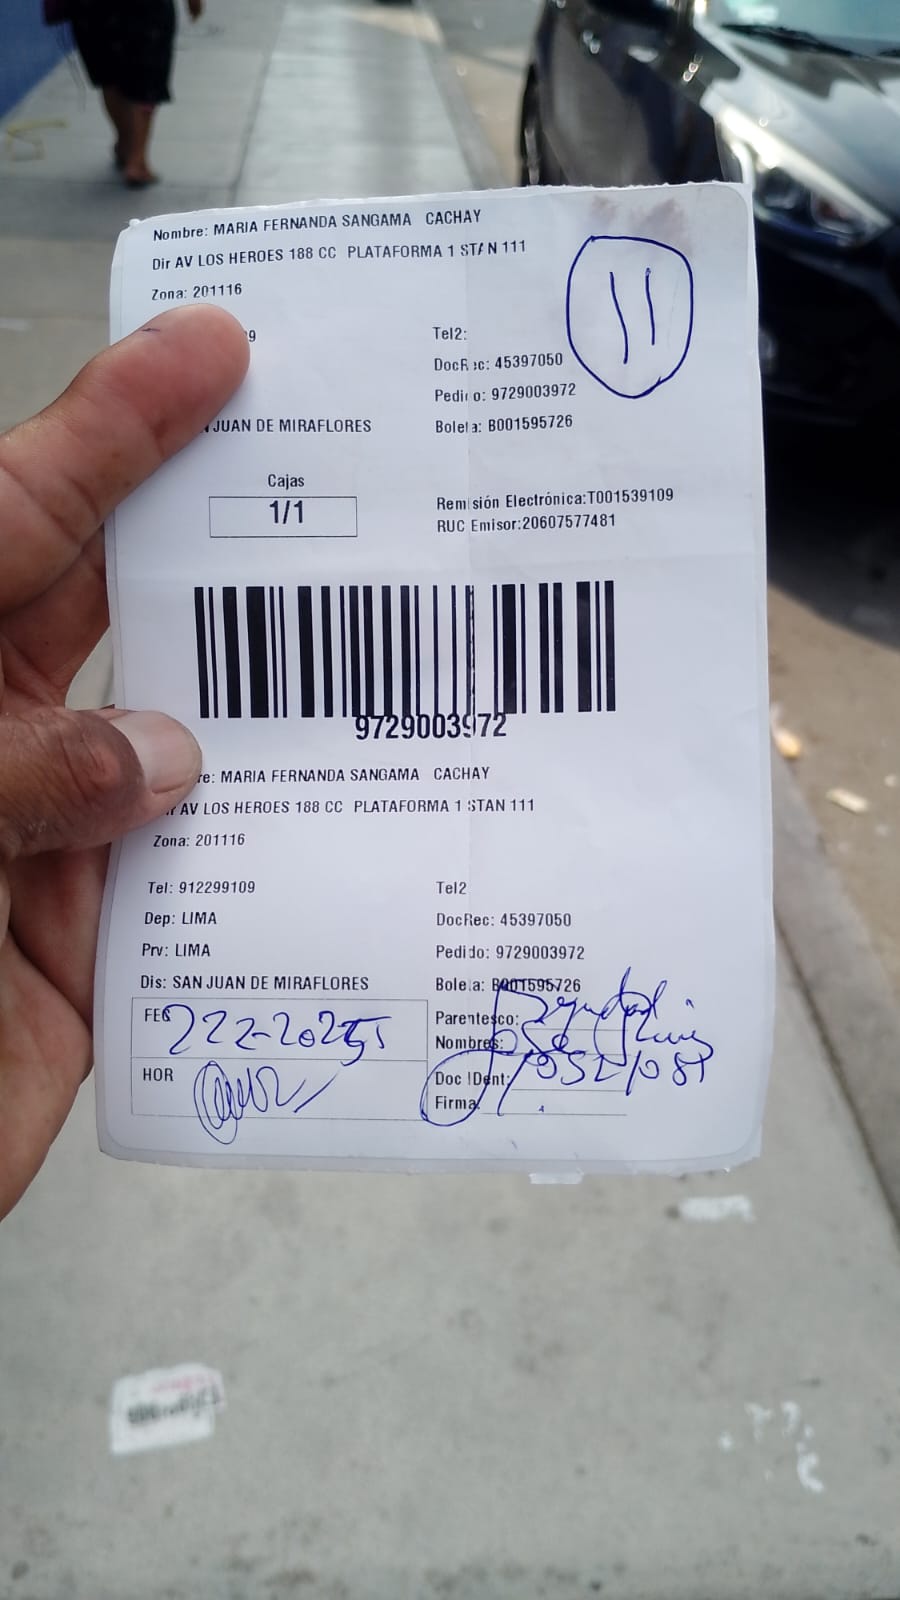 Nombre: MARIA FERNANDA SANGAMA CACHAY
Dir AV LOS HEROES 188 CC PLATAFORMA 1 STAN 111
Zona: 201116
9 Tel2:
DocRec: 45397050
Pedido: 9729003972
JUAN DE MIRAFLORES Boleta: B001595726
Cajas
1/1
Remisión Electrónica:T001539109
RUC Emisor:20607577481
9729003972
re: MARIA FERNANDA SANGAMA CACHAY
Dir AV LOS HEROES 188 CC PLATAFORMA 1 STAN 111
Zona: 201116
Tel: 912299109 Tel2
Dep: LIMA DocRec: 45397050
Prv: LIMA Pedido: 9729003972
Dis: SAN JUAN DE MIRAFLORES Boleta: B001595726
FEC Parentesco: Seguridad
Nombres:
HOR Doc IDent:
Firma:
11